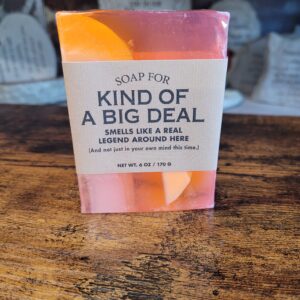 SOAP FOR
KIND OF
A BIG DEAL
SMELLS LIKE A REAL
LEGEND AROUND HERE
(And not just in your own mind this time.)
NET WT. 6 OZ / 170 G